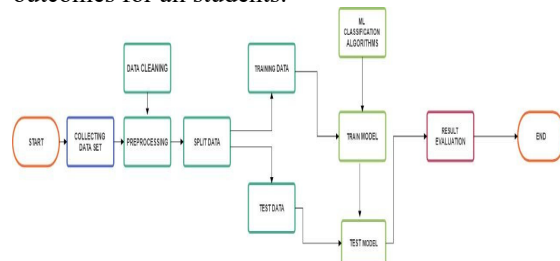 outcomes for all students.
ML
CLASSIFICATION
ALGORITHMS
DATA CLEANING
TRAINING DATA
START
COLLECTING
DATA SET
PREPROCESSING
SPLIT DATA
TRAIN MODEL
RESULT
EVALUATION
END
TEST DATA
TEST MODEL